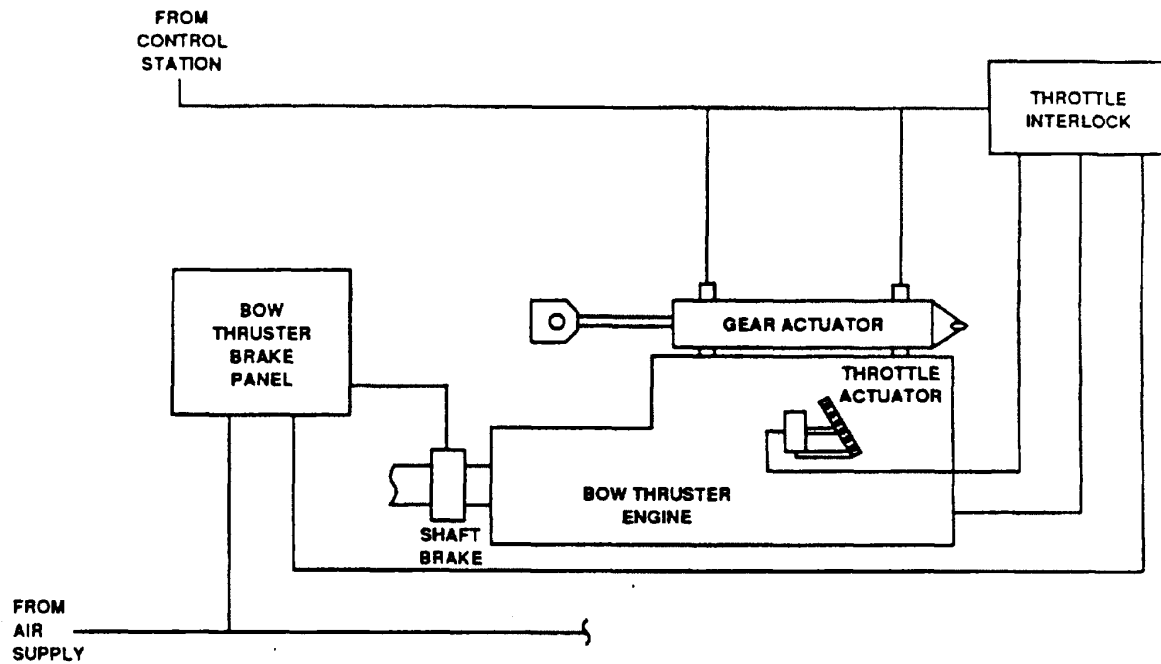 FROM
CONTROL
STATION
THROTTLE
INTERLOCK
BOW
THRUSTER
BRAKE
PANEL
GEAR ACTUATOR
THROTTLE
ACTUATOR
BOW THRUSTER
ENGINE
SHAFT
BRAKE
FROM
AIR
SUPPLY